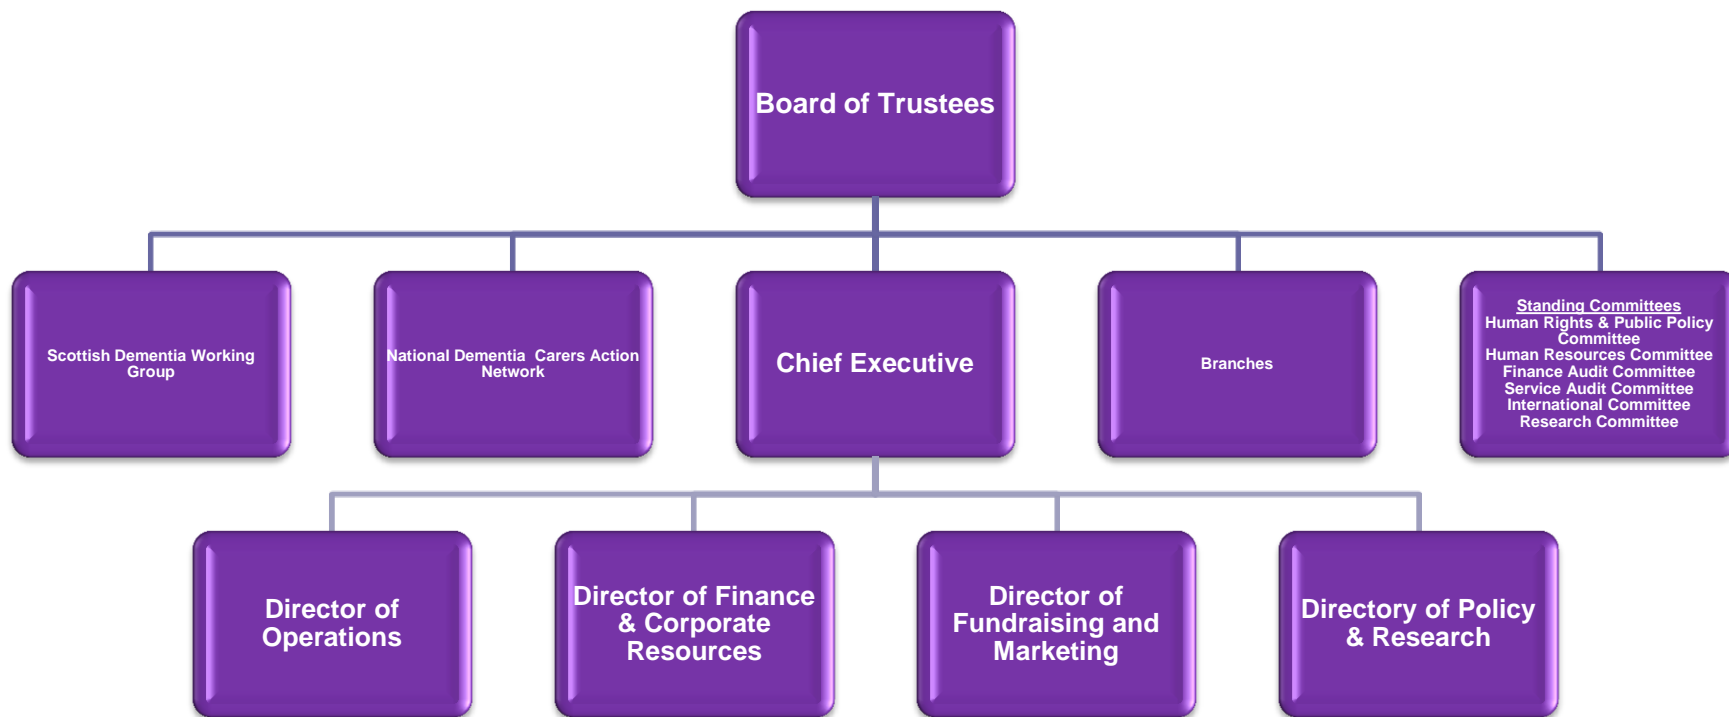 Board of Trustees
Scottish Dementia Working
Group
National Dementia  Carers Action
Network
Chief Executive
Branches
Standing Committees
Human Rights & Public Policy
Committee
Human Resources Committee
Finance Audit Committee
Service Audit Committee
International Committee
Research Committee
Director of
Operations
Director of Finance
& Corporate
Resources
Director of
Fundraising and
Marketing
Directory of Policy
& Research